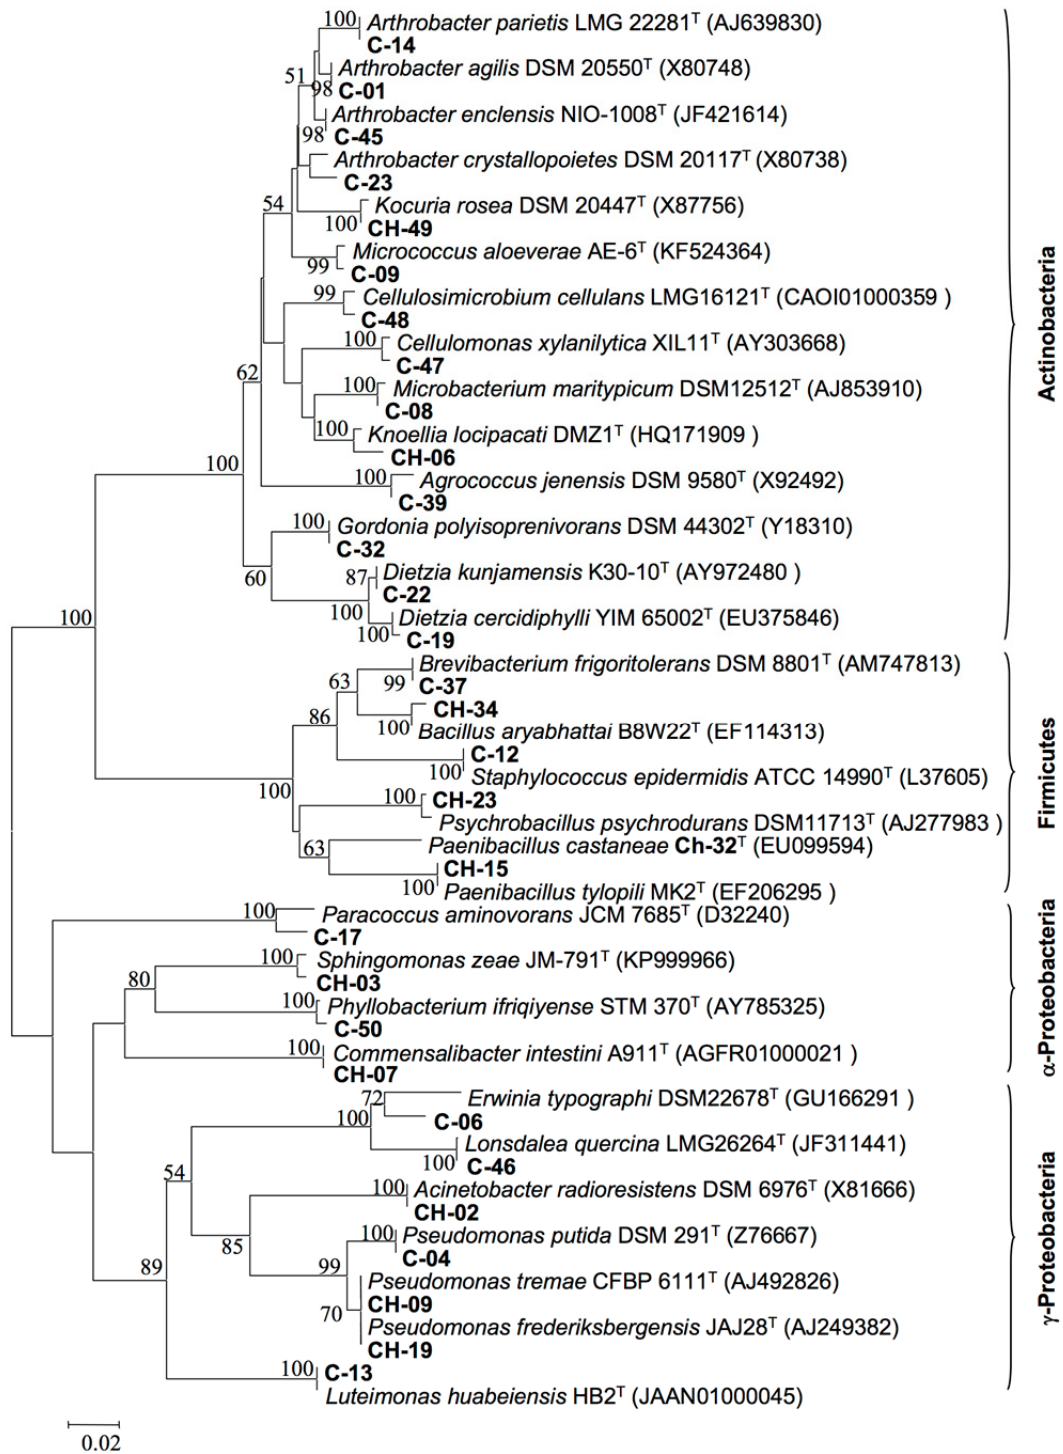 100 Arthrobacter parietis LMG 22281ᵀ (AJ639830)
C-14
Arthrobacter agilis DSM 20550ᵀ (X80748)
51
98 C-01
Arthrobacter enclensis NIO-1008ᵀ (JF421614)
98 C-45
Arthrobacter crystallopoietes DSM 20117ᵀ (X80738)
C-23
54 Kocuria rosea DSM 20447ᵀ (X87756)
100 CH-49
Micrococcus aloeverae AE-6ᵀ (KF524364)
99 C-09
99 Cellulosimicrobium cellulans LMG16121ᵀ (CAOI01000359 )
C-48
100 Cellulomonas xylanilytica XIL11ᵀ (AY303668)
C-47
62
100 Microbacterium maritypicum DSM12512ᵀ (AJ853910)
C-08
100 Knoellia locipacati DMZ1ᵀ (HQ171909 )
CH-06
100
100 Agrococcus jenensis DSM 9580ᵀ (X92492)
C-39
100 Gordonia polyisoprenivorans DSM 44302ᵀ (Y18310)
C-32
60
87 Dietzia kunjamensis K30-10ᵀ (AY972480 )
C-22
100
100 Dietzia cercidiphylli YIM 65002ᵀ (EU375846)
100 C-19
Actinobacteria
Brevibacterium frigoritolerans DSM 8801ᵀ (AM747813)
63
99 C-37
CH-34
86
100 Bacillus aryabhattai B8W22ᵀ (EF114313)
C-12
100 Staphylococcus epidermidis ATCC 14990ᵀ (L37605)
100
100 CH-23
Psychrobacillus psychrodurans DSM11713ᵀ (AJ277983 )
63 Paenibacillus castaneae Ch-32ᵀ (EU099594)
CH-15
100 Paenibacillus tylopili MK2ᵀ (EF206295 )
Firmicutes
100 Paracoccus aminovorans JCM 7685ᵀ (D32240)
C-17
100 Sphingomonas zeae JM-791ᵀ (KP999966)
80 CH-03
100 Phyllobacterium ifriqiyense STM 370ᵀ (AY785325)
C-50
100 Commensalibacter intestini A911ᵀ (AGFR01000021 )
CH-07
α-Proteobacteria
72 Erwinia typographi DSM22678ᵀ (GU166291 )
100 C-06
Lonsdalea quercina LMG26264ᵀ (JF311441)
100 C-46
54
100 Acinetobacter radioresistens DSM 6976ᵀ (X81666)
CH-02
100 Pseudomonas putida DSM 291ᵀ (Z76667)
85 C-04
89 99 Pseudomonas tremae CFBP 6111ᵀ (AJ492826)
CH-09
70
Pseudomonas frederiksbergensis JAJ28ᵀ (AJ249382)
CH-19
100 C-13
Luteimonas huabeiensis HB2ᵀ (JAAN01000045)
γ-Proteobacteria
0.02